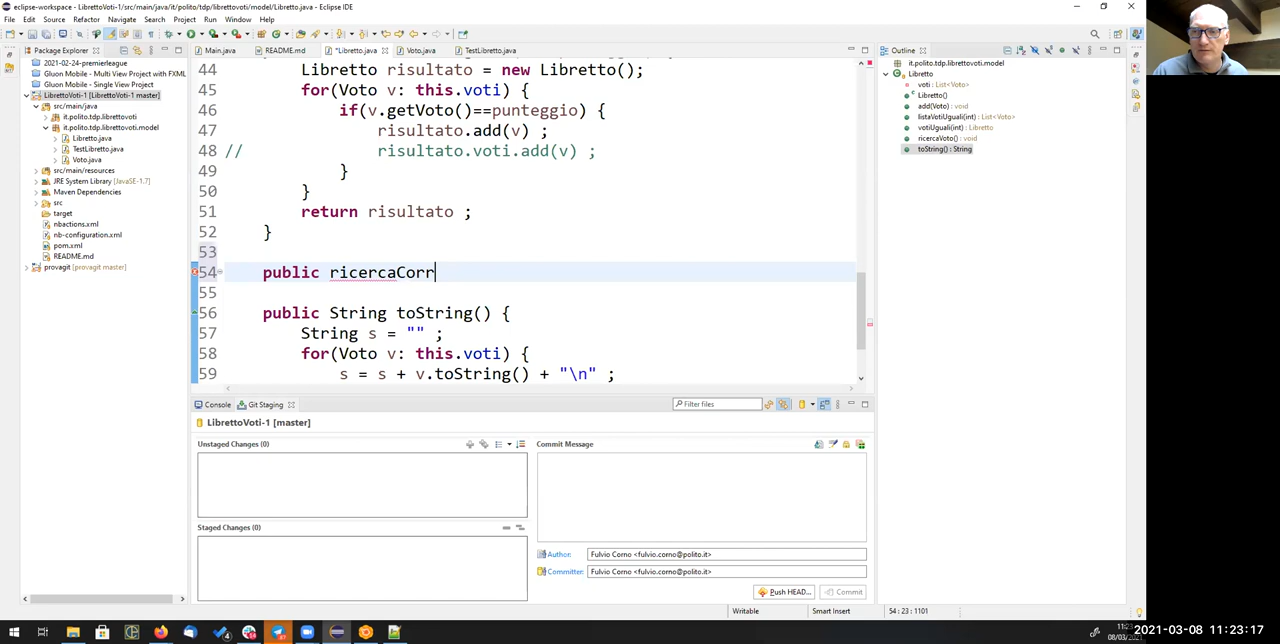 eclipse-workspace - LibrettoVoti-1/src/main/java/it/polito/tdp/librettovoti/model/Libretto.java - Eclipse IDE
File Edit Source Refactor Navigate Search Project Run Window Help
Package Explorer
2021-02-24-premierleague
Gluon Mobile - Multi View Project with FXML
Gluon Mobile - Single View Project
LibrettoVoti-1 [LibrettoVoti-1 master]
src/main/java
it.polito.tdp.librettovoti
it.polito.tdp.librettovoti.model
Libretto.java
TestLibretto.java
Voto.java
src/main/resources
JRE System Library [JavaSE-1.7]
Maven Dependencies
src
target
nbactions.xml
nb-configuration.xml
pom.xml
README.md
provagit [provagit master]
Main.java README.md *Libretto.java Voto.java TestLibretto.java
44 Libretto risultato = new Libretto();
45 for(Voto v: this.voti) {
46 if(v.getVoto()==punteggio) {
47 risultato.add(v) ;
48 // risultato.voti.add(v) ;
49 }
50 }
51 return risultato ;
52 }
53
54 public ricercaCorr
55
56 public String toString() {
57 String s = "" ;
58 for(Voto v: this.voti) {
59 s = s + v.toString() + "\n" ;
Outline
it.polito.tdp.librettovoti.model
Libretto
voti : List<Voto>
Libretto()
add(Voto) : void
listaVotiUguali(int) : List<Voto>
votiUguali(int) : Libretto
ricercaVoto() : void
toString() : String
Console Git Staging
Filter files
LibrettoVoti-1 [master]
Unstaged Changes (0)
Commit Message
Staged Changes (0)
Author: Fulvio Corno <fulvio.corno@polito.it>
Committer: Fulvio Corno <fulvio.corno@polito.it>
Push HEAD... Commit
Writable Smart Insert 54 : 23 : 1101
2021-03-08 11:23:17